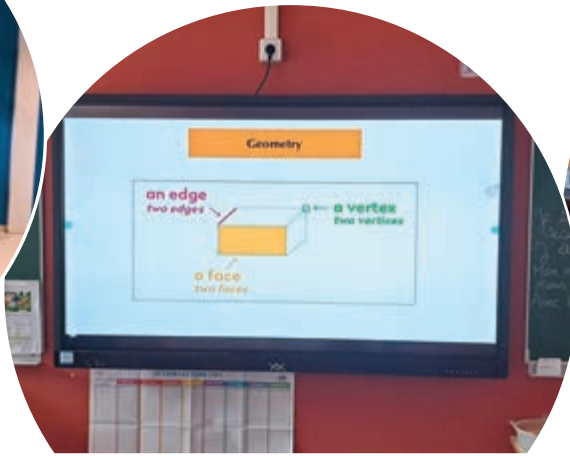 Geometry
an edge
two edges
a vertex
two vertices
a face
two faces